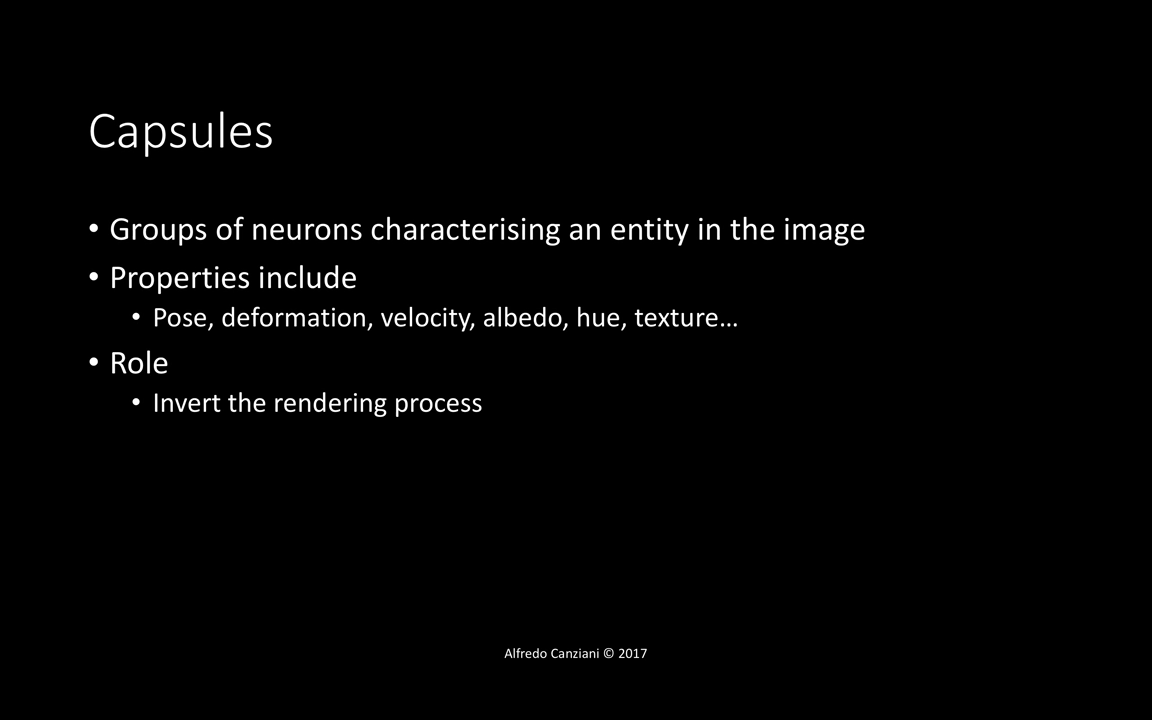 Capsules
• Groups of neurons characterising an entity in the image
• Properties include
• Pose, deformation, velocity, albedo, hue, texture…
• Role
• Invert the rendering process
Alfredo Canziani © 2017